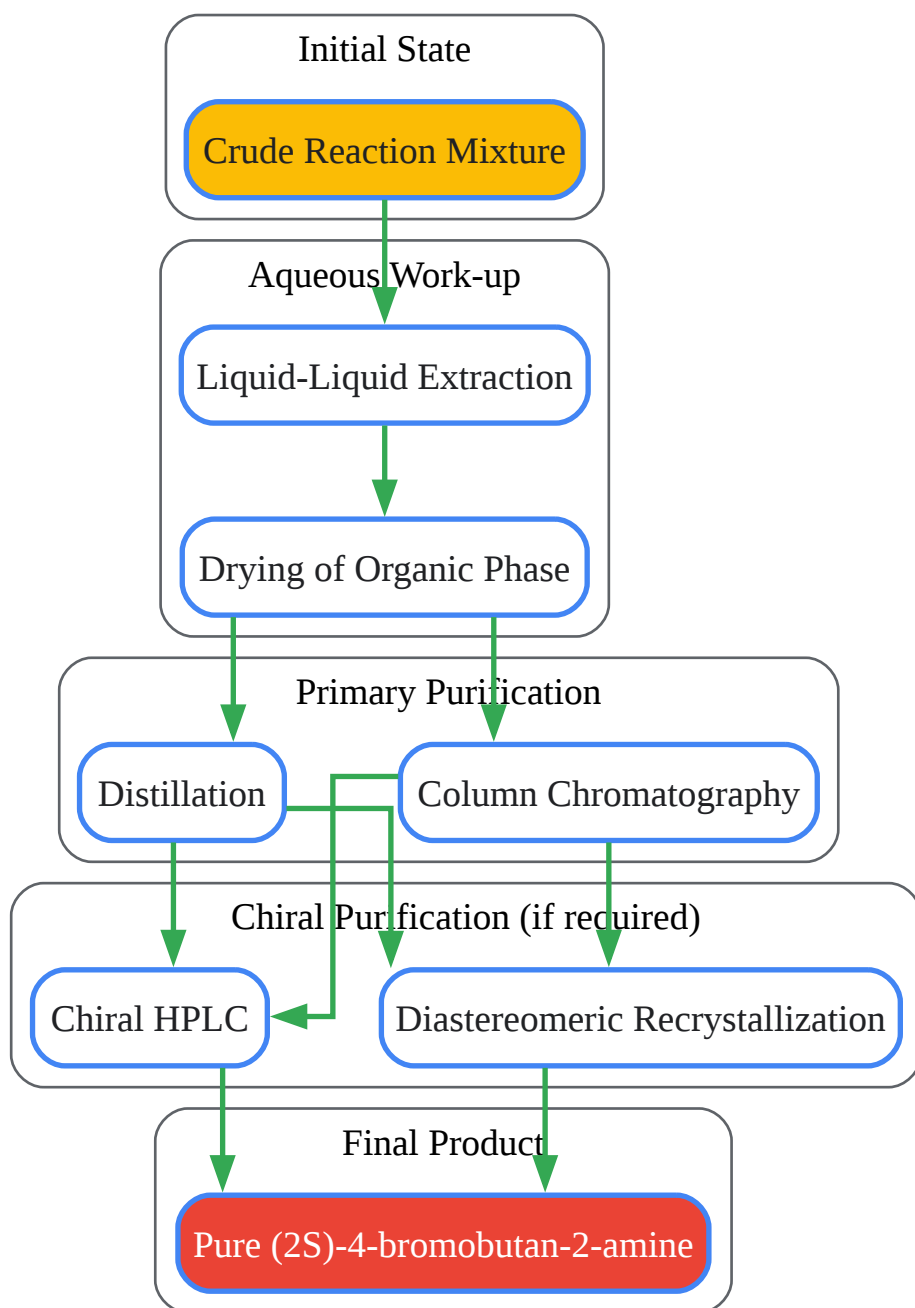 Initial State
Crude Reaction Mixture
Aqueous Work-up
Liquid-Liquid Extraction
Drying of Organic Phase
Primary Purification
Distillation
Column Chromatography
Chiral Purification (if required)
Chiral HPLC
Diastereomeric Recrystallization
Final Product
Pure (2S)-4-bromobutan-2-amine